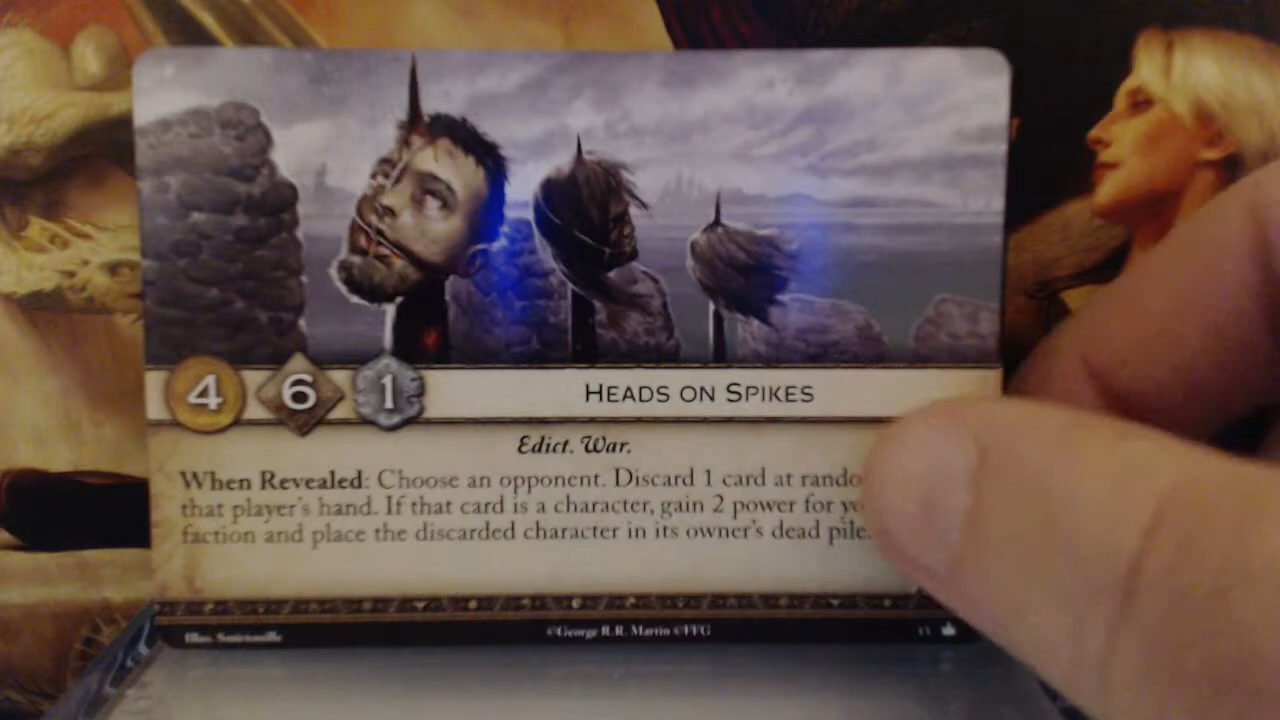 4 6 1 HEADS ON SPIKES
Edict. War.
When Revealed: Choose an opponent. Discard 1 card at rando
that player's hand. If that card is a character, gain 2 power for yo
faction and place the discarded character in its owner's dead pile.
Illus.
©George R.R. Martin ©FFG